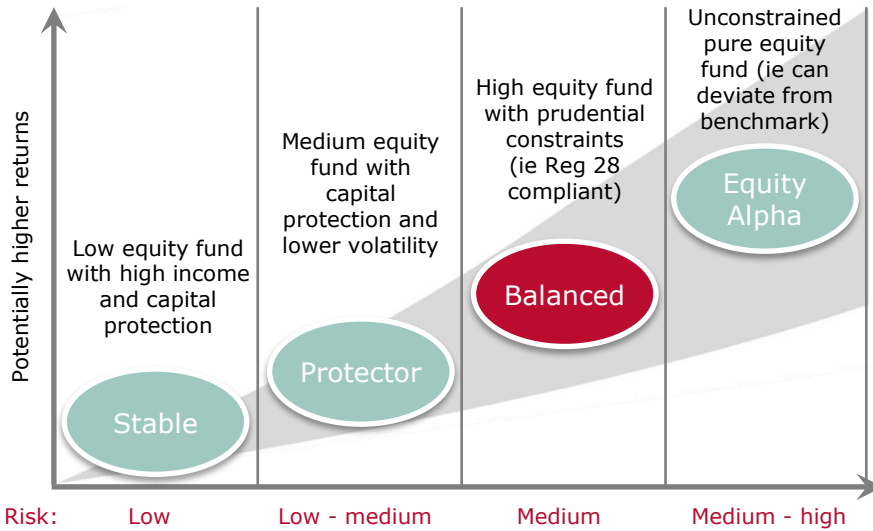 Potentially higher returns
Low equity fund
with high income
and capital
protection
Stable
Medium equity
fund with
capital
protection and
lower volatility
Protector
High equity fund
with prudential
constraints
(ie Reg 28
compliant)
Balanced
Unconstrained
pure equity
fund (ie can
deviate from
benchmark)
Equity
Alpha
Risk: Low Low - medium Medium Medium - high